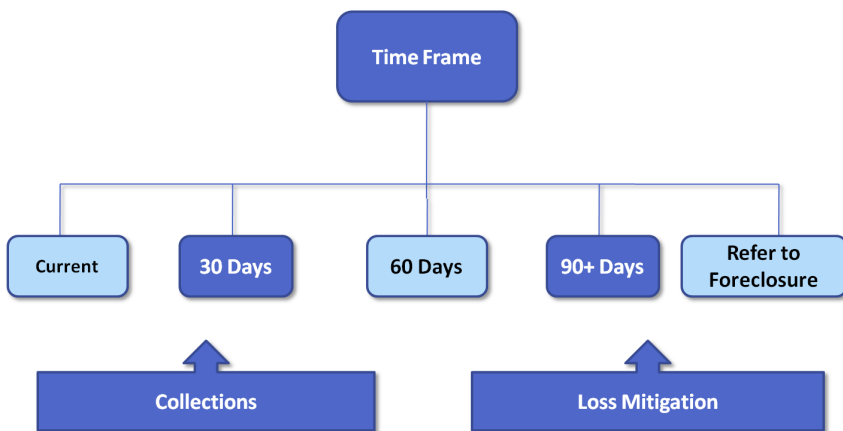 Time Frame
Current
30 Days
60 Days
90+ Days
Refer to
Foreclosure
Collections
Loss Mitigation